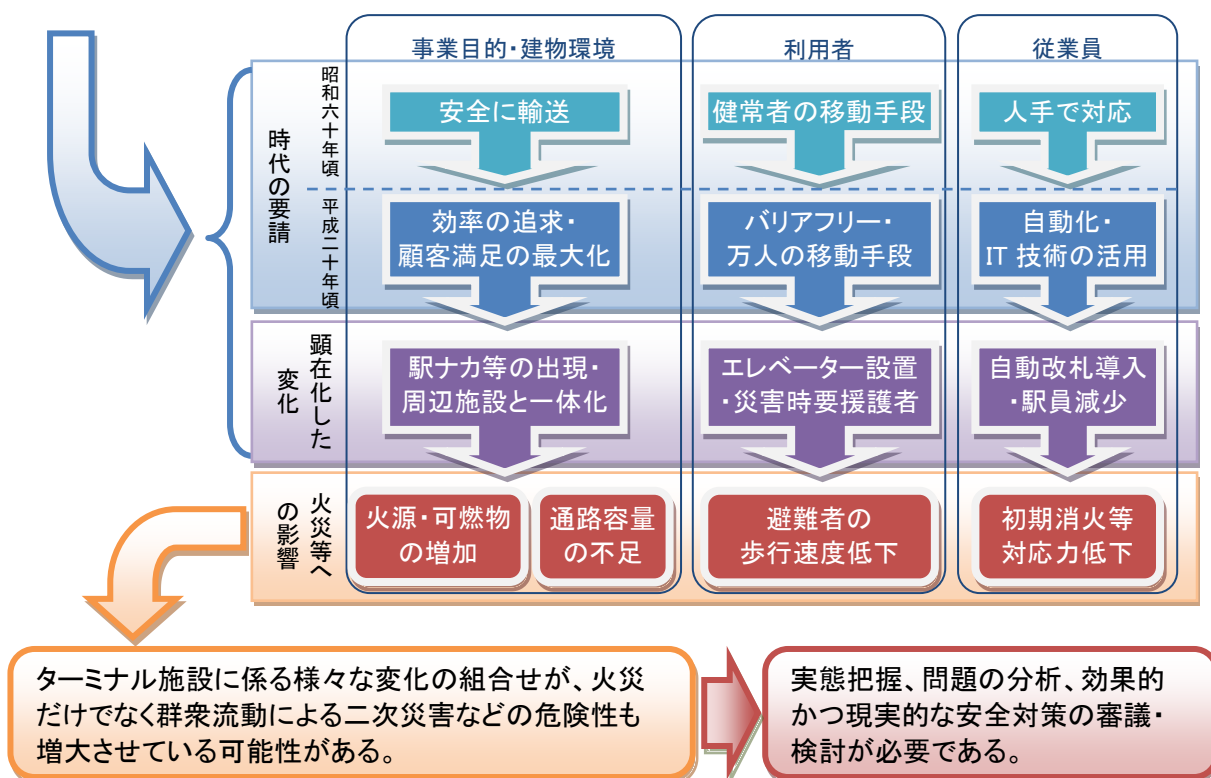 事業目的・建物環境
利用者
従業員
時代の要請
昭和六十年頃
平成二十年頃
安全に輸送
健常者の移動手段
人手で対応
効率の追求・
顧客満足の最大化
バリアフリー・
万人の移動手段
自動化・
IT 技術の活用
顕在化した
変化
駅ナカ等の出現・
周辺施設と一体化
エレベーター設置
・災害時要援護者
自動改札導入
・駅員減少
火災等へ
の影響
火源・可燃物
の増加
通路容量
の不足
避難者の
歩行速度低下
初期消火等
対応力低下
ターミナル施設に係る様々な変化の組合せが、火災
だけでなく群衆流動による二次災害などの危険性も
増大させている可能性がある。
実態把握、問題の分析、効果的
かつ現実的な安全対策の審議・
検討が必要である。